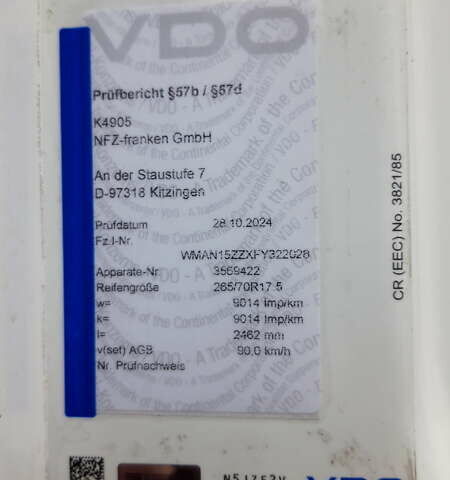 VDO
Prüfbericht §57b / §57d
K4905
NFZ-franken GmbH
An der Staustufe 7
D-97318 Kitzingen
Prüfdatum 28.10.2024
Fz.I-Nr.
WMAN15ZZXFY322028
Apparate-Nr 3569422
Reifengröße 265/70R17.5
w= 9014 Imp/km
k= 9014 Imp/km
l= 2462 mm
v(set) AGB 90,0 km/h
Nr. Prüfnachweis
CR (EEC) No. 3821/85
VDO